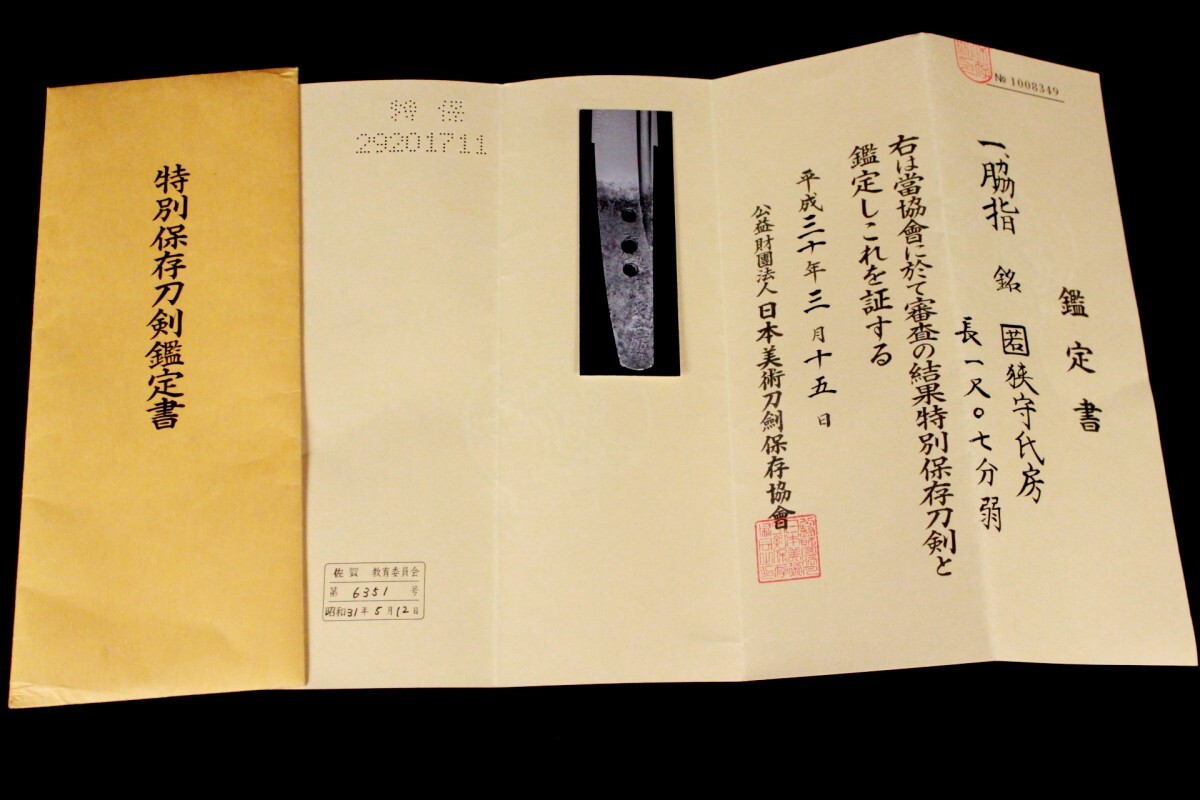 特別保存刀剣鑑定書
№ 1008349
鑑定書
一、脇指 銘 若狭守氏房
長一尺〇七分弱
右は當協會に於て審査の結果特別保存刀剣と
鑑定しこれを証する
平成三十年三月十五日
公益財團法人日本美術刀劍保存協會
特保
29201711
佐賀 教育委員会
第 6351 号
昭和31年5月12日